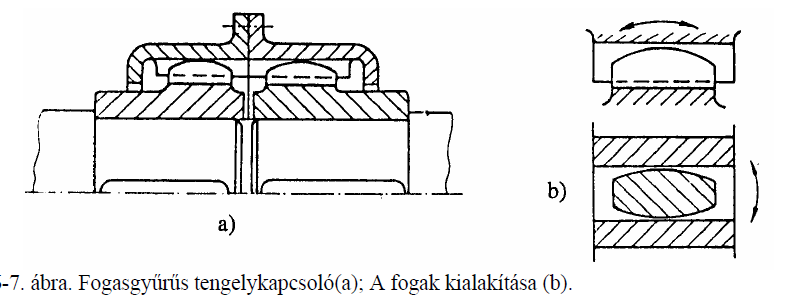 a)
b)
-7. ábra. Fogasgyűrűs tengelykapcsoló(a); A fogak kialakítása (b).